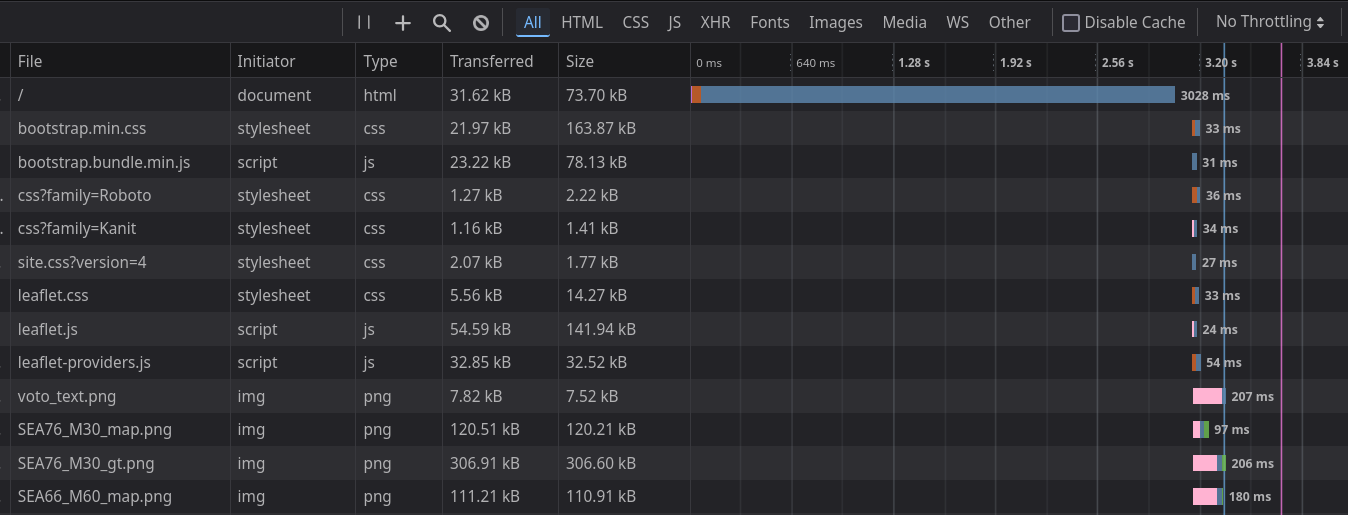 All HTML CSS JS XHR Fonts Images Media WS Other Disable Cache No Throttling
File Initiator Type Transferred Size 0 ms 640 ms 1.28 s 1.92 s 2.56 s 3.20 s 3.84 s
/ document html 31.62 kB 73.70 kB 3028 ms
bootstrap.min.css stylesheet css 21.97 kB 163.87 kB 33 ms
bootstrap.bundle.min.js script js 23.22 kB 78.13 kB 31 ms
css?family=Roboto stylesheet css 1.27 kB 2.22 kB 36 ms
css?family=Kanit stylesheet css 1.16 kB 1.41 kB 34 ms
site.css?version=4 stylesheet css 2.07 kB 1.77 kB 27 ms
leaflet.css stylesheet css 5.56 kB 14.27 kB 33 ms
leaflet.js script js 54.59 kB 141.94 kB 24 ms
leaflet-providers.js script js 32.85 kB 32.52 kB 54 ms
voto_text.png img png 7.82 kB 7.52 kB 207 ms
SEA76_M30_map.png img png 120.51 kB 120.21 kB 97 ms
SEA76_M30_gt.png img png 306.91 kB 306.60 kB 206 ms
SEA66_M60_map.png img png 111.21 kB 110.91 kB 180 ms